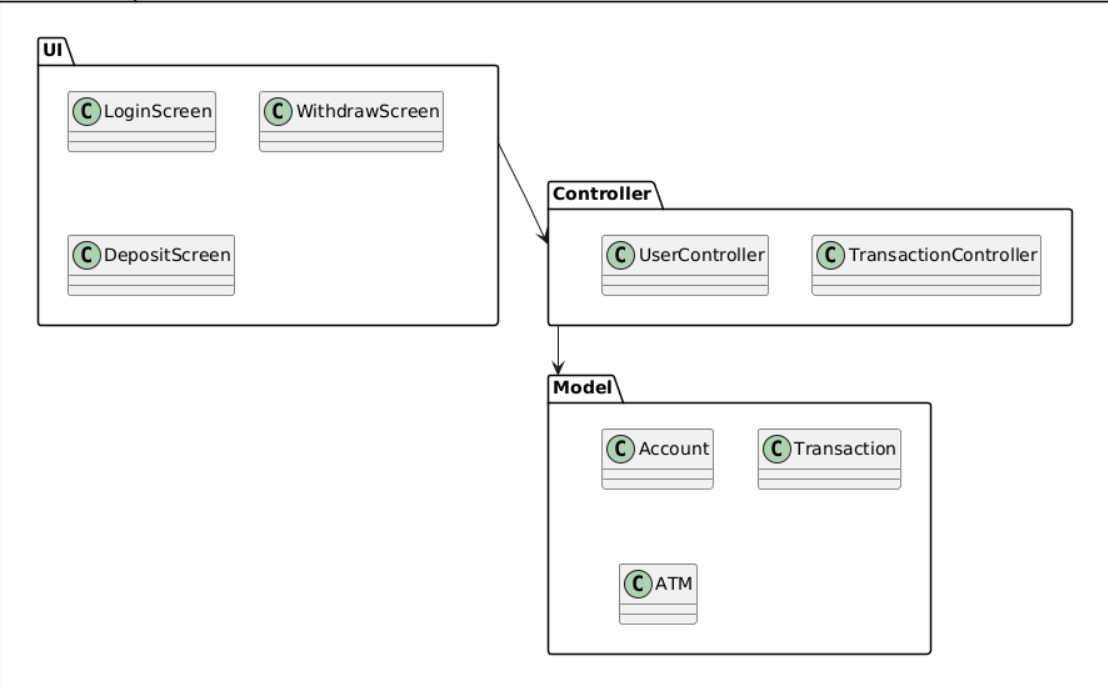 UI
C LoginScreen
C WithdrawScreen
C DepositScreen
Controller
C UserController
C TransactionController
Model
C Account
C Transaction
C ATM